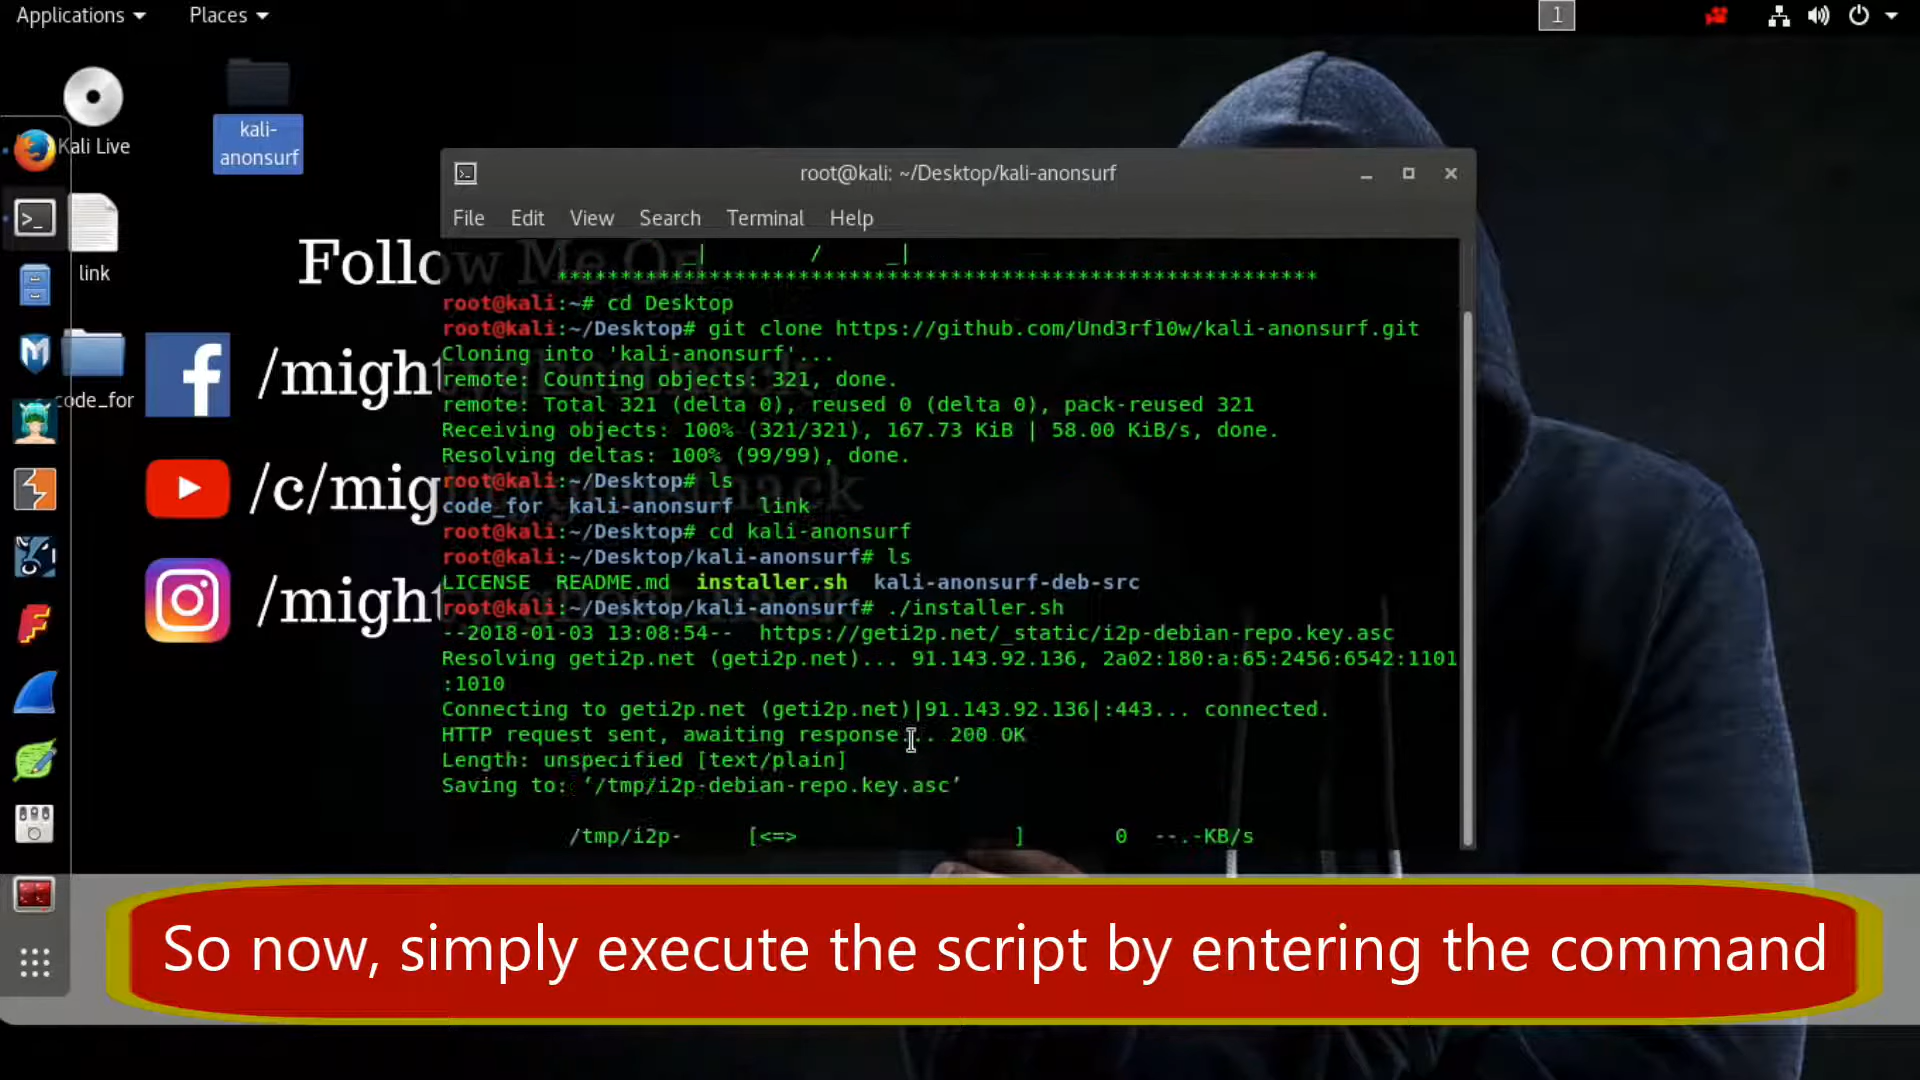 Applications
Places
1
Kali Live
kali-
anonsurf
link
code_for
Follow Me On
/might
/c/mig
/might
root@kali: ~/Desktop/kali-anonsurf
File Edit View Search Terminal Help
_| / _|
************************************************************
root@kali:~# cd Desktop
root@kali:~/Desktop# git clone https://github.com/Und3rf10w/kali-anonsurf.git
Cloning into 'kali-anonsurf'...
remote: Counting objects: 321, done.
remote: Total 321 (delta 0), reused 0 (delta 0), pack-reused 321
Receiving objects: 100% (321/321), 167.73 KiB | 58.00 KiB/s, done.
Resolving deltas: 100% (99/99), done.
root@kali:~/Desktop# ls
code_for kali-anonsurf link
root@kali:~/Desktop# cd kali-anonsurf
root@kali:~/Desktop/kali-anonsurf# ls
LICENSE README.md installer.sh kali-anonsurf-deb-src
root@kali:~/Desktop/kali-anonsurf# ./installer.sh
--2018-01-03 13:08:54-- https://geti2p.net/_static/i2p-debian-repo.key.asc
Resolving geti2p.net (geti2p.net)... 91.143.92.136, 2a02:180:a:65:2456:6542:1101
:1010
Connecting to geti2p.net (geti2p.net)|91.143.92.136|:443... connected.
HTTP request sent, awaiting response... 200 OK
Length: unspecified [text/plain]
Saving to: ‘/tmp/i2p-debian-repo.key.asc’
/tmp/i2p- [<=> ] 0 --.-KB/s
So now, simply execute the script by entering the command